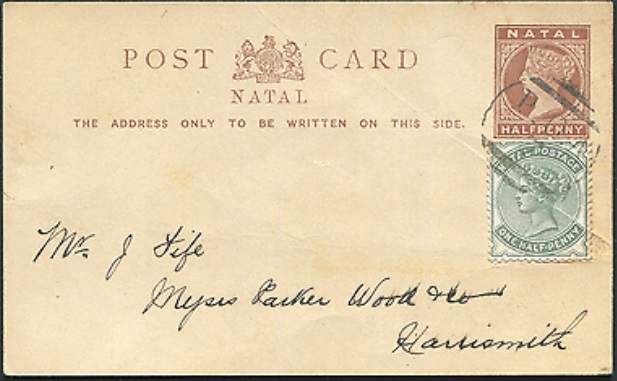 POST CARD
NATAL
THE ADDRESS ONLY TO BE WRITTEN ON THIS SIDE.
NATAL
HALFPENNY
NATAL POSTAGE
ONE HALF-PENNY
Mr. J Fife
Messrs Parker Wood & Co
Harrismith